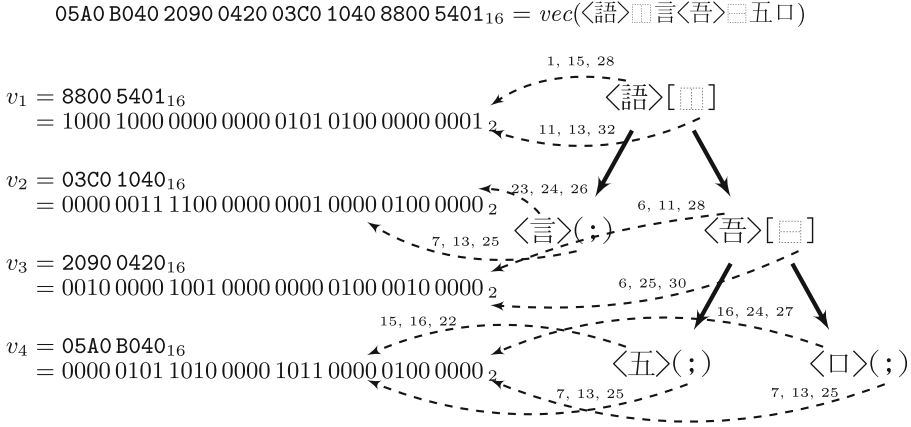 05A0 B040 2090 0420 03C0 1040 8800 5401₁₆ = vec(<語>⿰言<吾>⿱五口)
1, 15, 28
v₁ = 8800 5401₁₆
<語>[⿰]
= 1000 1000 0000 0000 0101 0100 0000 0001 ₂
11, 13, 32
v₂ = 03C0 1040₁₆
23, 24, 26
= 0000 0011 1100 0000 0001 0000 0100 0000 ₂
6, 11, 28
<言>(;)
<吾>[⿱]
7, 13, 25
v₃ = 2090 0420₁₆
= 0010 0000 1001 0000 0000 0100 0010 0000 ₂
6, 25, 30
16, 24, 27
15, 16, 22
v₄ = 05A0 B040₁₆
<五>(;)
<口>(;)
= 0000 0101 1010 0000 1011 0000 0100 0000 ₂
7, 13, 25
7, 13, 25